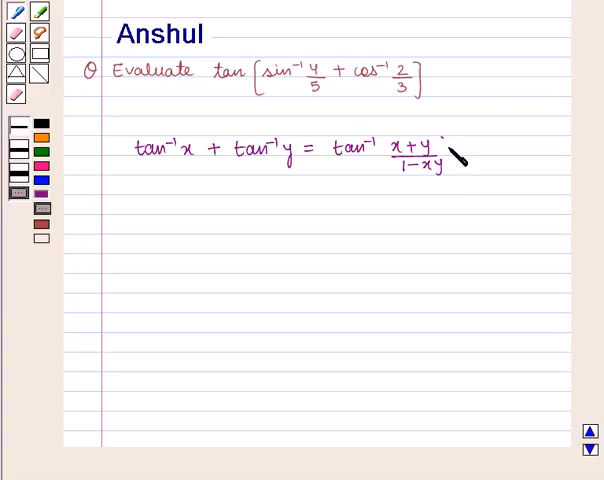 Anshul
Q Evaluate tan [sin⁻¹ 4/5 + cos⁻¹ 2/3]
tan⁻¹x + tan⁻¹y = tan⁻¹ x+y/1-xy